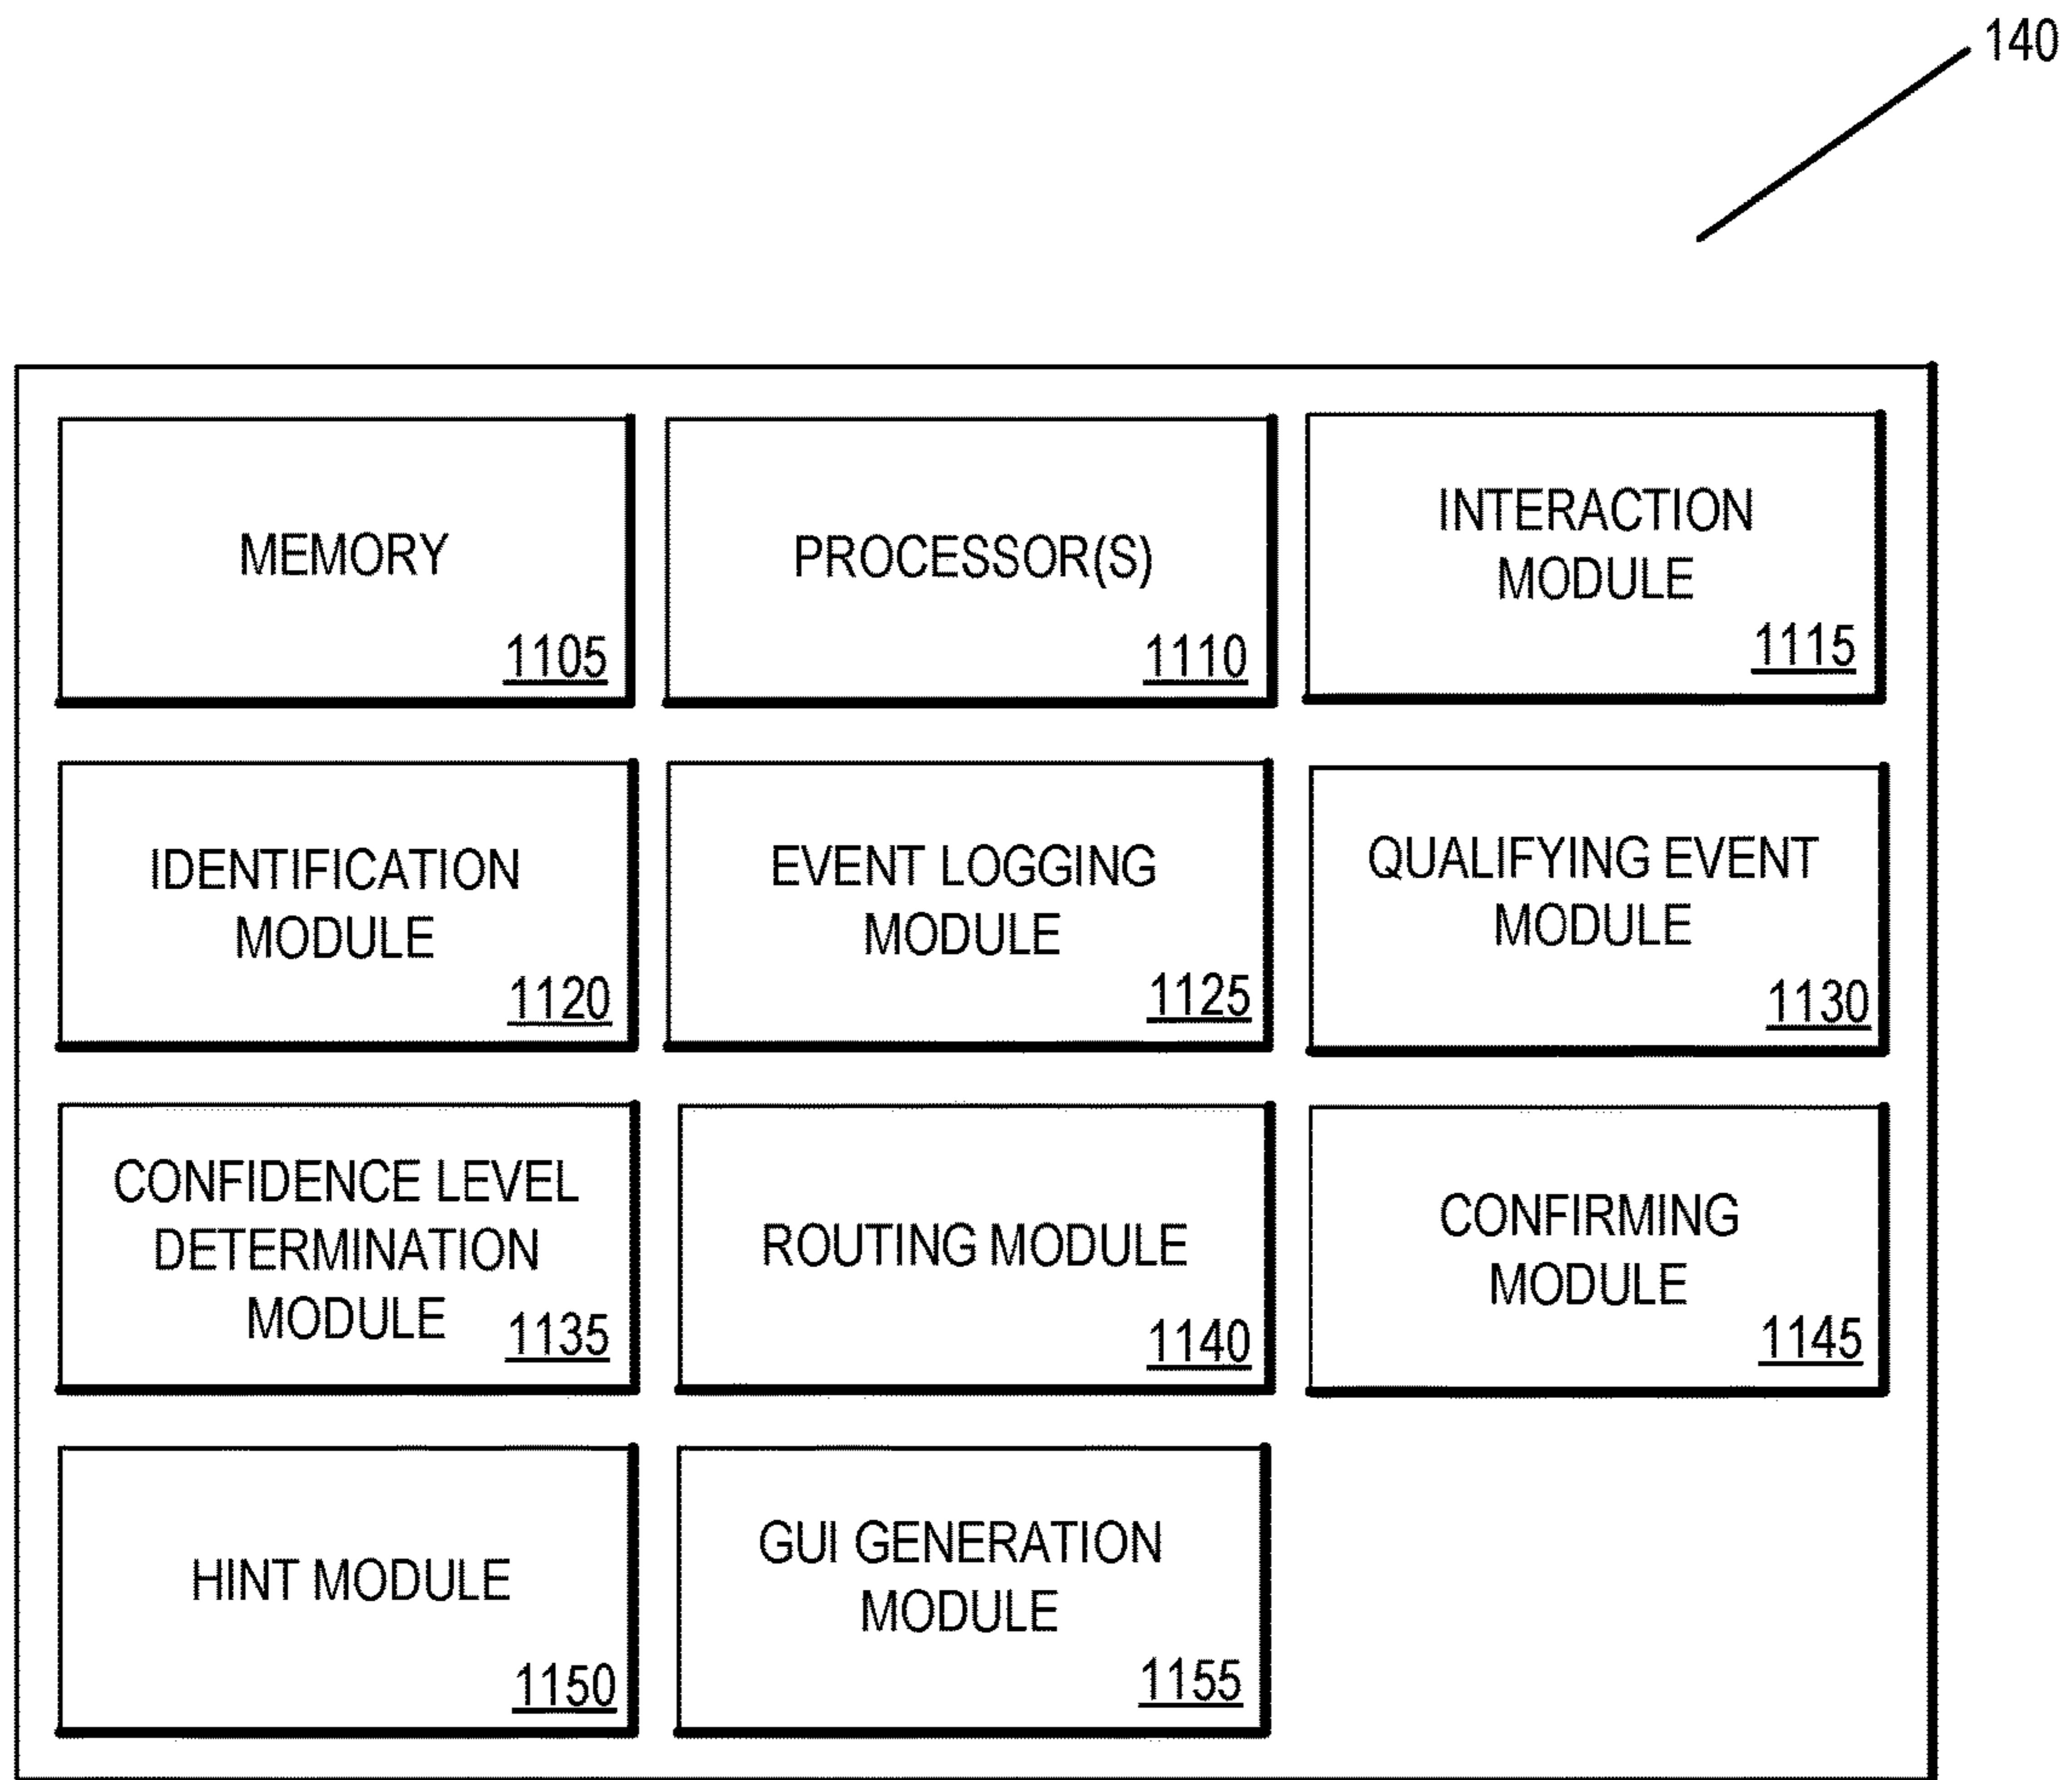 140
MEMORY
1105
PROCESSOR(S)
1110
INTERACTION
MODULE
1115
IDENTIFICATION
MODULE
1120
EVENT LOGGING
MODULE
1125
QUALIFYING EVENT
MODULE
1130
CONFIDENCE LEVEL
DETERMINATION
MODULE
1135
ROUTING MODULE
1140
CONFIRMING
MODULE
1145
HINT MODULE
1150
GUI GENERATION
MODULE
1155